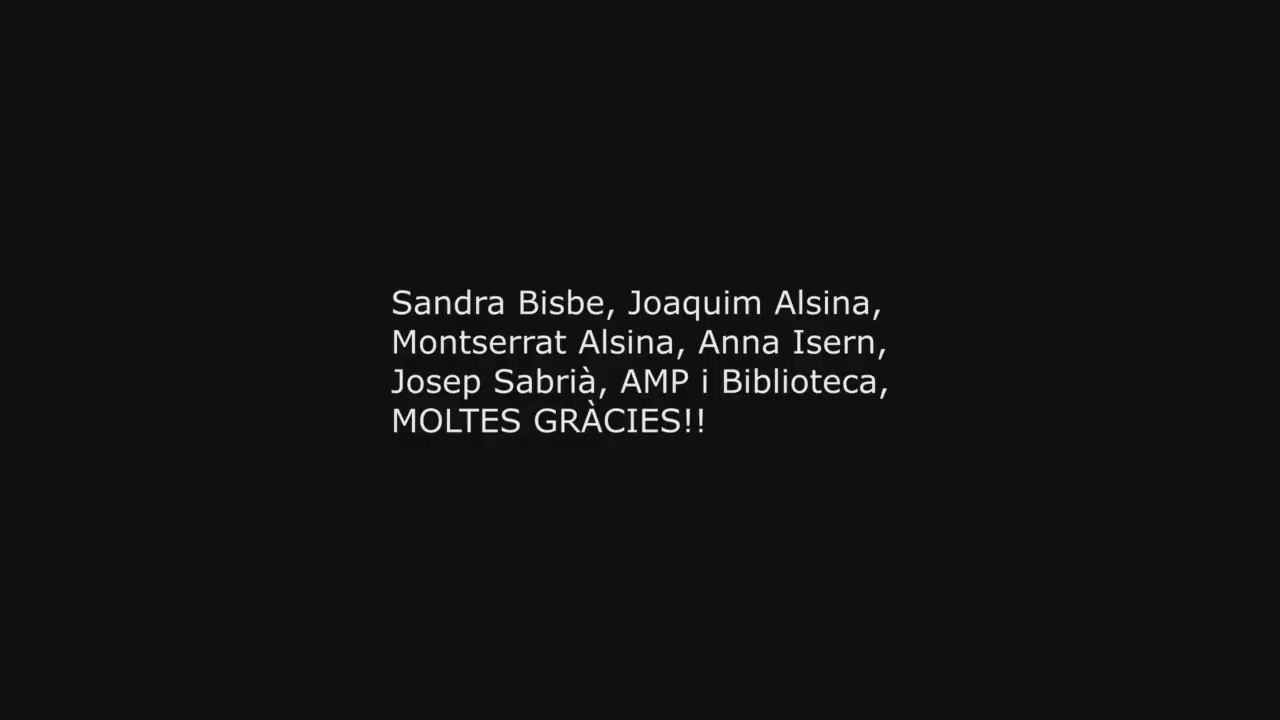 Sandra Bisbe, Joaquim Alsina,
Montserrat Alsina, Anna Isern,
Josep Sabrià, AMP i Biblioteca,
MOLTES GRÀCIES!!